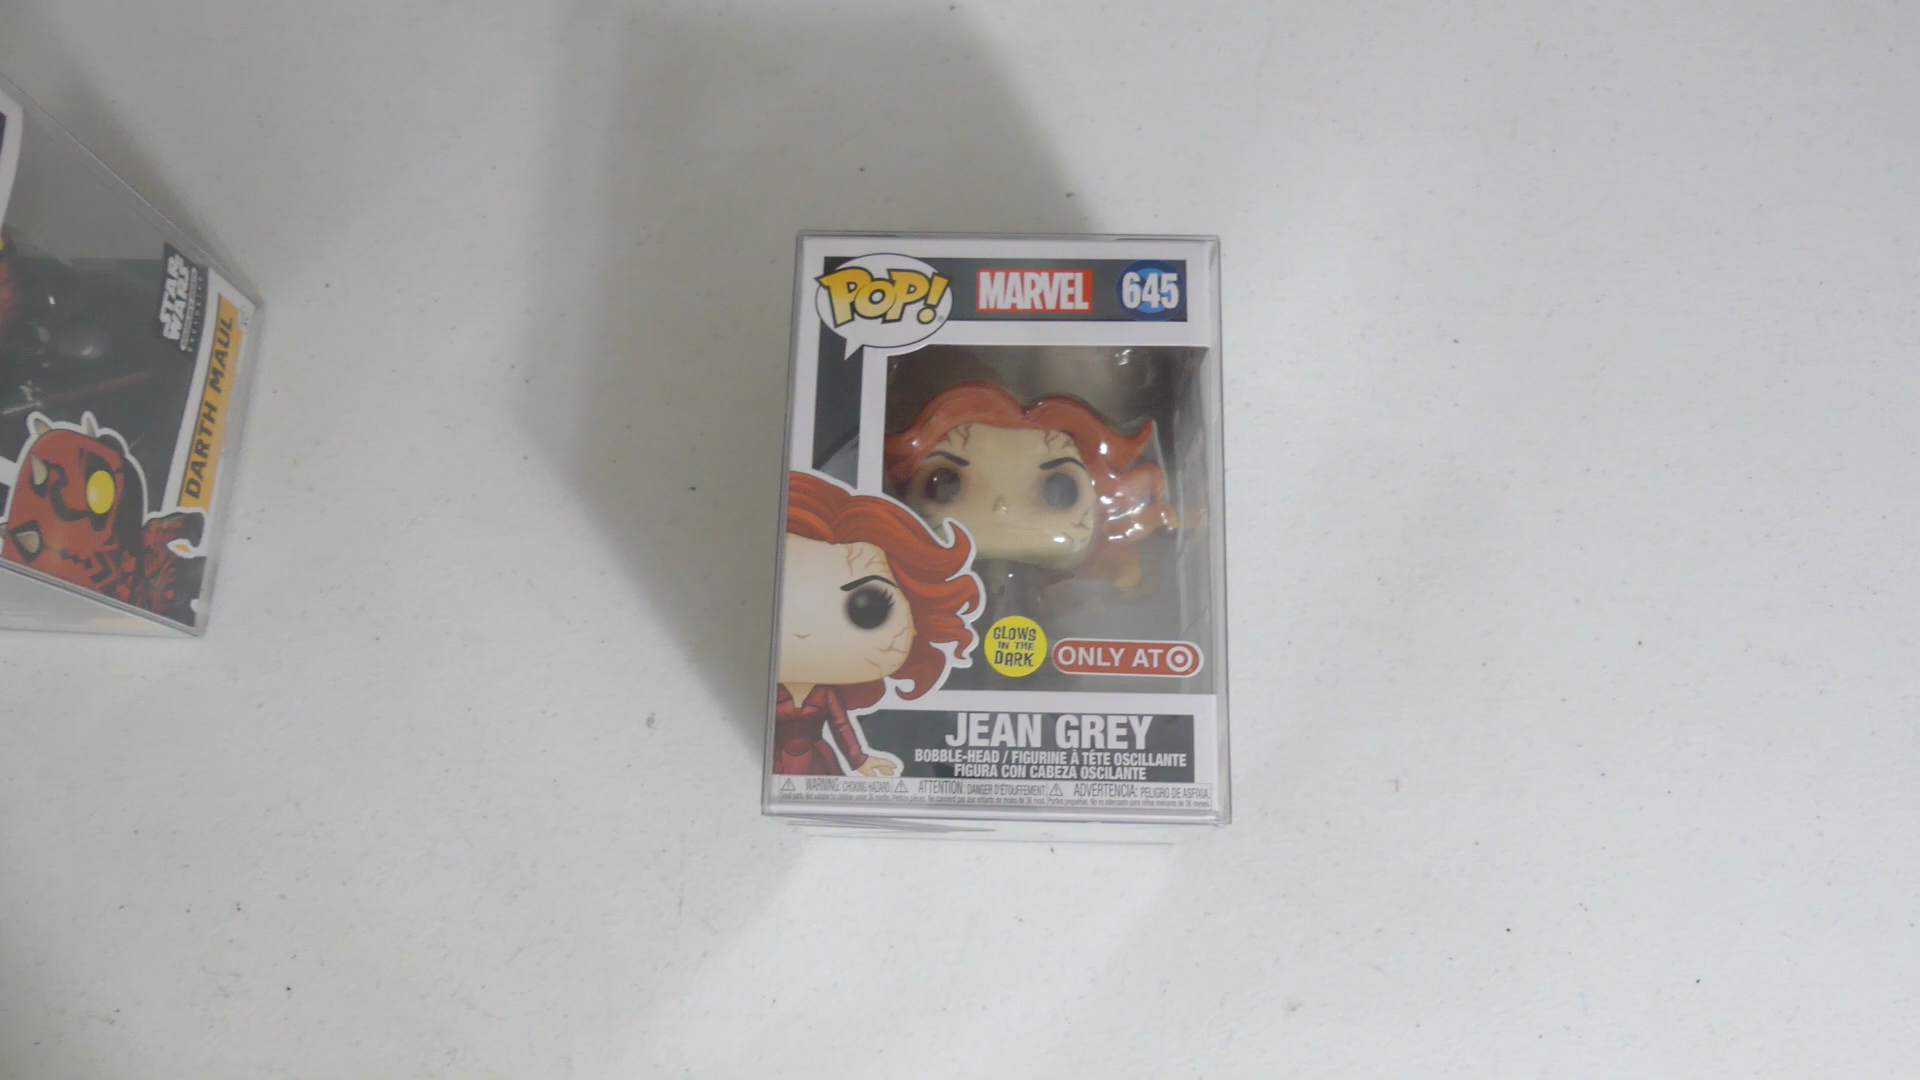 STAR
WARS
DARTH MAUL
POP!
MARVEL
645
GLOWS
IN THE
DARK
ONLY AT
JEAN GREY
BOBBLE-HEAD / FIGURINE À TÊTE OSCILLANTE
FIGURA CON CABEZA OSCILANTE
WARNING: CHOKING HAZARD. ATTENTION: DANGER D'ÉTOUFFEMENT. ADVERTENCIA: PELIGRO DE ASFIXIA.